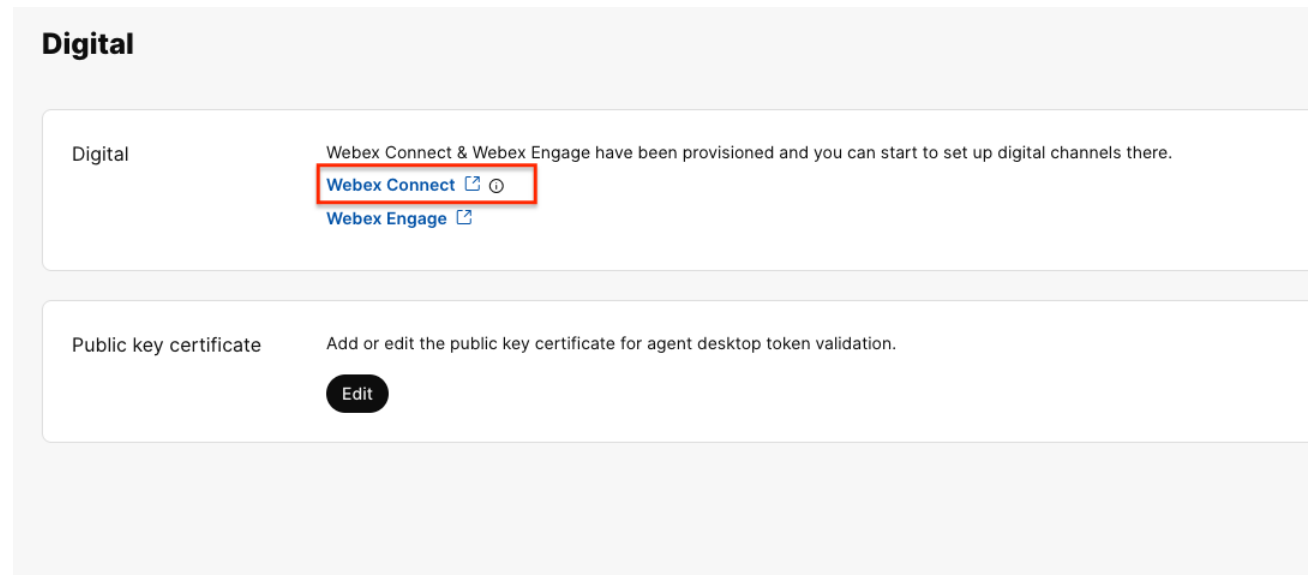 Digital
Digital
Webex Connect & Webex Engage have been provisioned and you can start to set up digital channels there.
Webex Connect
Webex Engage
Public key certificate
Add or edit the public key certificate for agent desktop token validation.
Edit